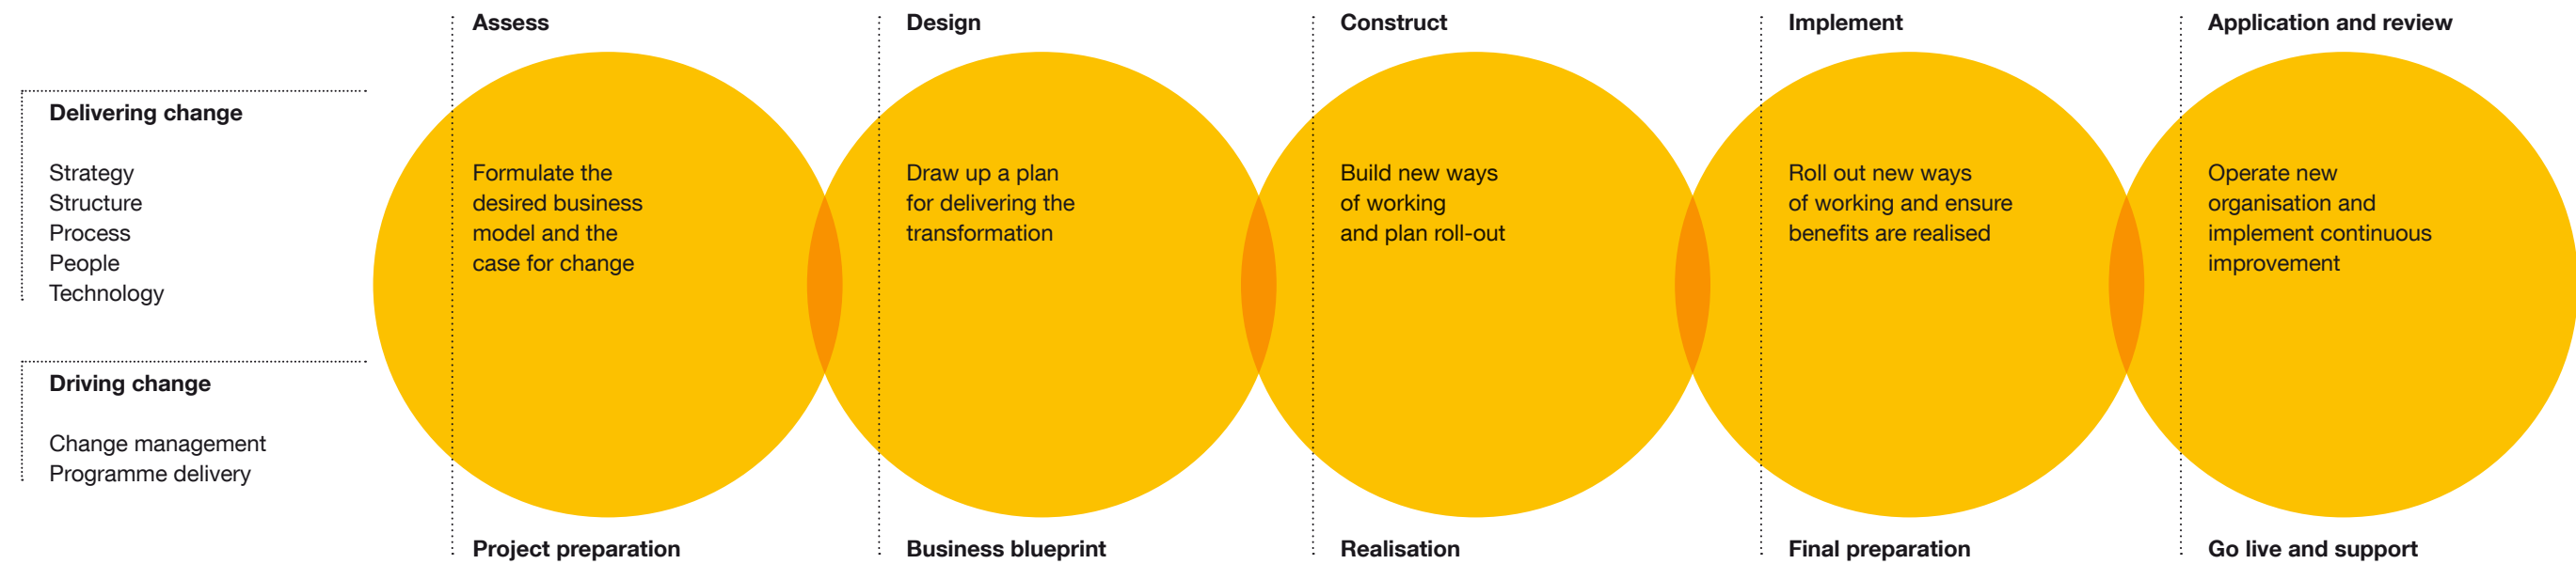 Assess
Design
Construct
Implement
Application and review
Delivering change
Strategy
Structure
Process
People
Technology
Driving change
Change management
Programme delivery
Formulate the
desired business
model and the
case for change
Draw up a plan
for delivering the
transformation
Build new ways
of working
and plan roll-out
Roll out new ways
of working and ensure
benefits are realised
Operate new
organisation and
implement continuous
improvement
Project preparation
Business blueprint
Realisation
Final preparation
Go live and support